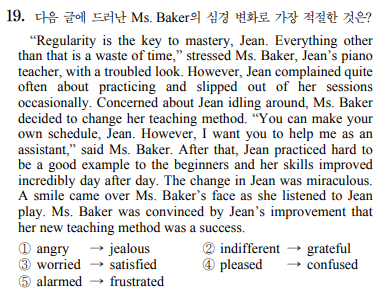 19. 다음 글에 드러난 Ms. Baker의 심경 변화로 가장 적절한 것은?
“Regularity is the key to mastery, Jean. Everything other
than that is a waste of time,” stressed Ms. Baker, Jean’s piano
teacher, with a troubled look. However, Jean complained quite
often about practicing and slipped out of her sessions
occasionally. Concerned about Jean idling around, Ms. Baker
decided to change her teaching method. “You can make your
own schedule, Jean. However, I want you to help me as an
assistant,” said Ms. Baker. After that, Jean practiced hard to
be a good example to the beginners and her skills improved
incredibly day after day. The change in Jean was miraculous.
A smile came over Ms. Baker’s face as she listened to Jean
play. Ms. Baker was convinced by Jean’s improvement that
her new teaching method was a success.
① angry → jealous ② indifferent → grateful
③ worried → satisfied ④ pleased → confused
⑤ alarmed → frustrated